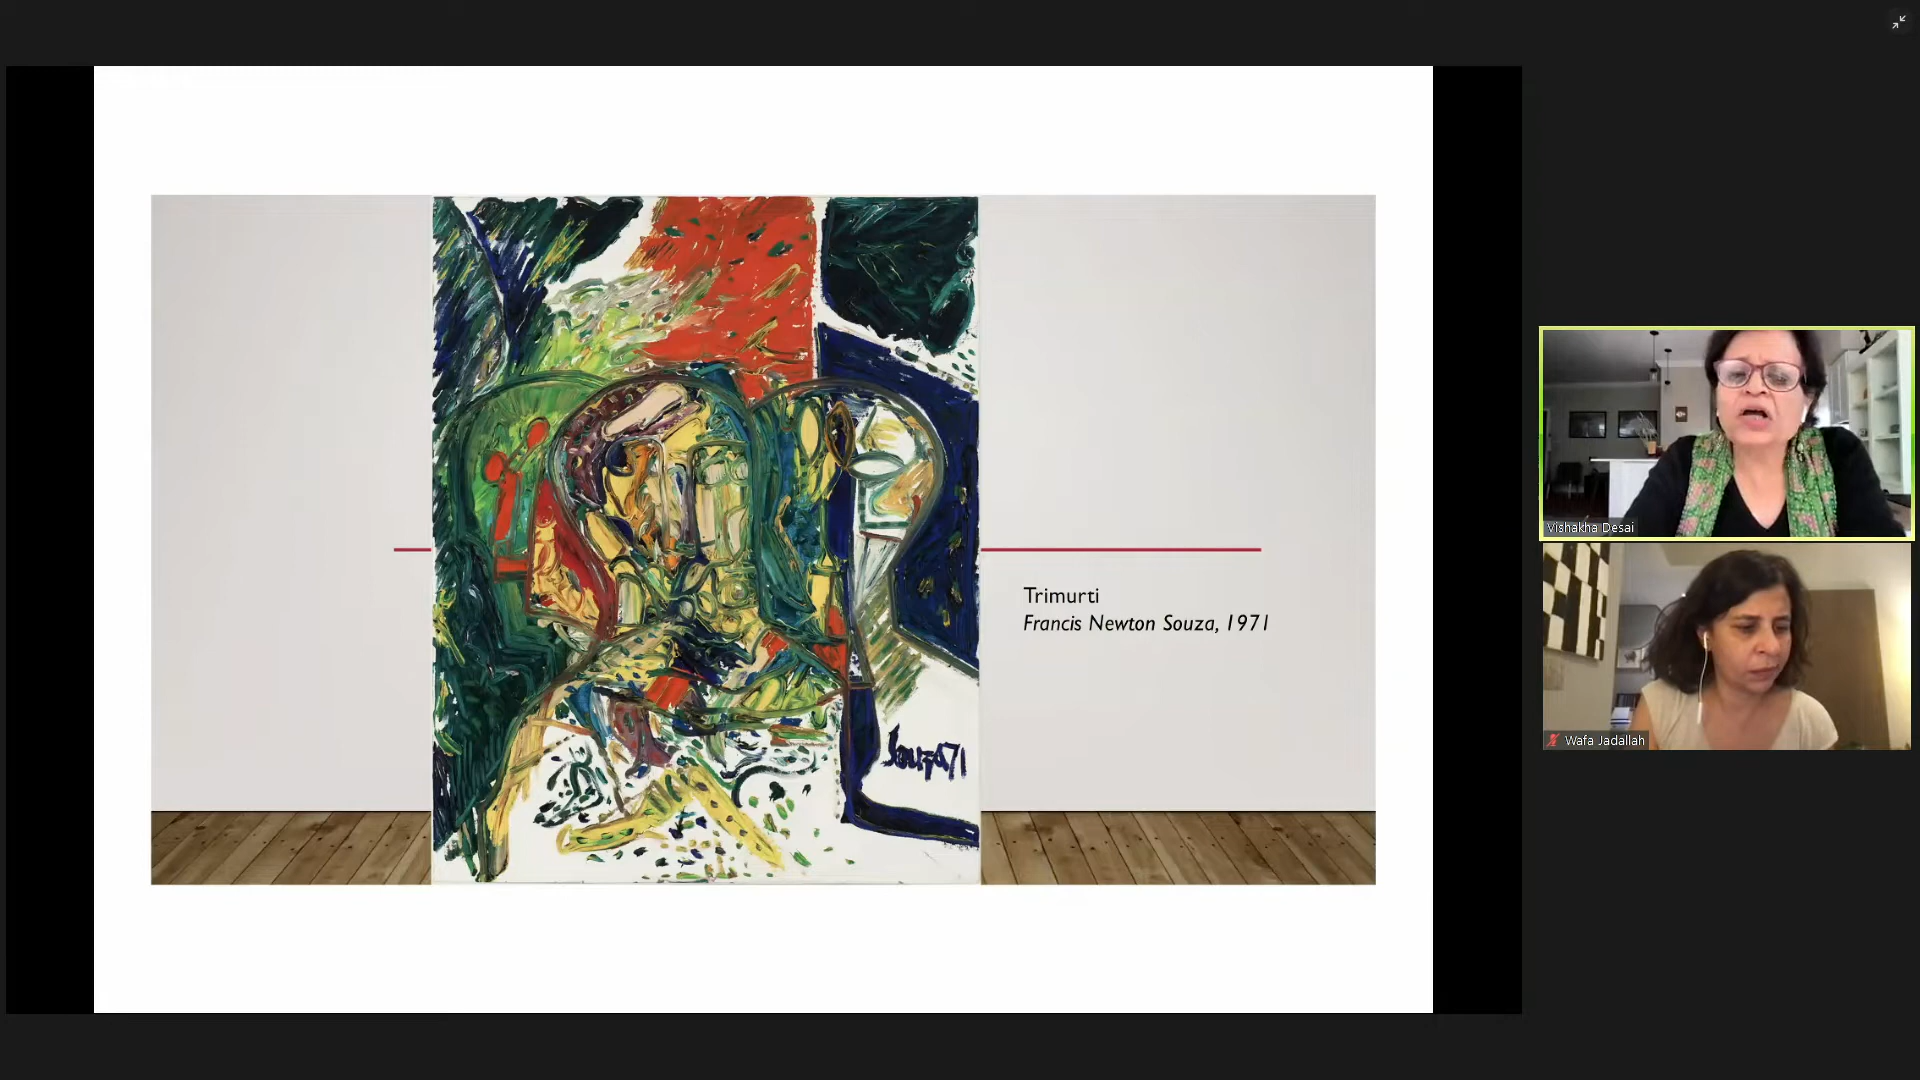 Trimurti
Francis Newton Souza, 1971
Souza 71
Vishakha Desai
Wafa Jadallah